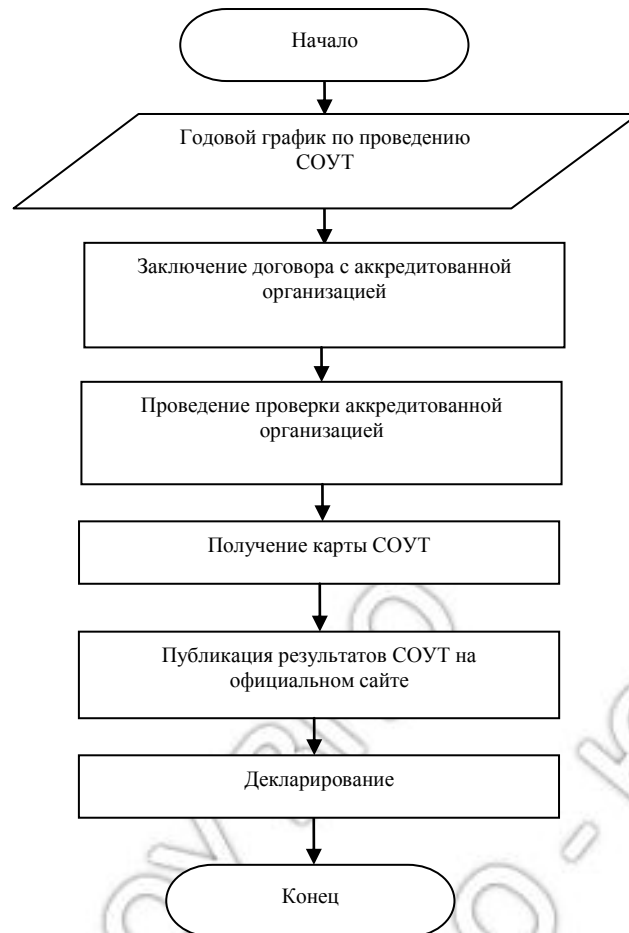 Начало
Годовой график по проведению
СОУТ
Заключение договора с аккредитованной
организацией
Проведение проверки аккредитованной
организацией
Получение карты СОУТ
Публикация результатов СОУТ на
официальном сайте
Декларирование
Конец